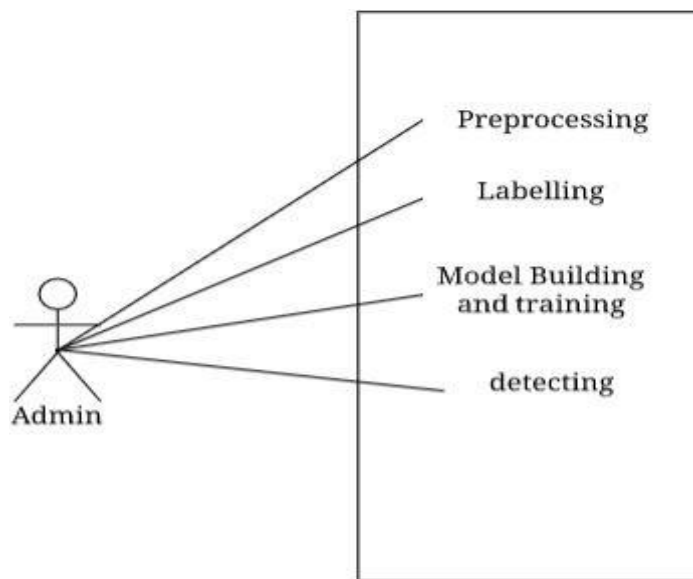 Preprocessing
Labelling
Model Building
and training
detecting
Admin